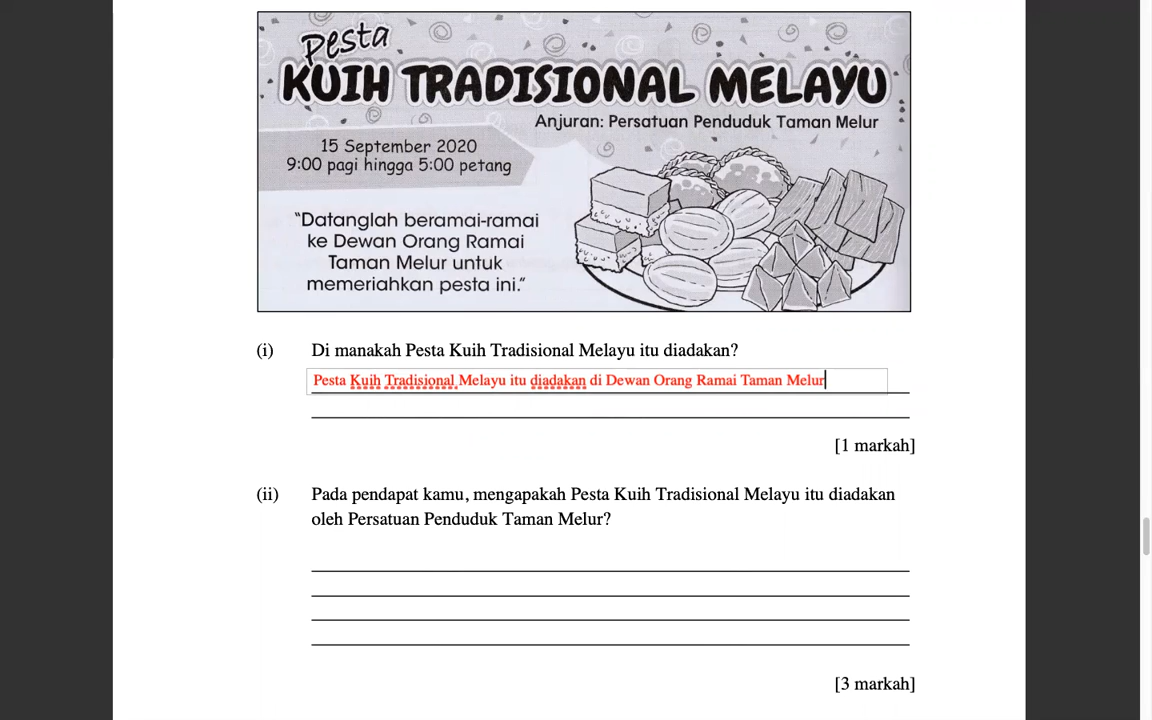 Pesta
KUIH TRADISIONAL MELAYU
Anjuran: Persatuan Penduduk Taman Melur
15 September 2020
9:00 pagi hingga 5:00 petang
"Datanglah beramai-ramai
ke Dewan Orang Ramai
Taman Melur untuk
memeriahkan pesta ini."
(i) Di manakah Pesta Kuih Tradisional Melayu itu diadakan?
Pesta Kuih Tradisional Melayu itu diadakan di Dewan Orang Ramai Taman Melur
[1 markah]
(ii) Pada pendapat kamu, mengapakah Pesta Kuih Tradisional Melayu itu diadakan
oleh Persatuan Penduduk Taman Melur?
[3 markah]